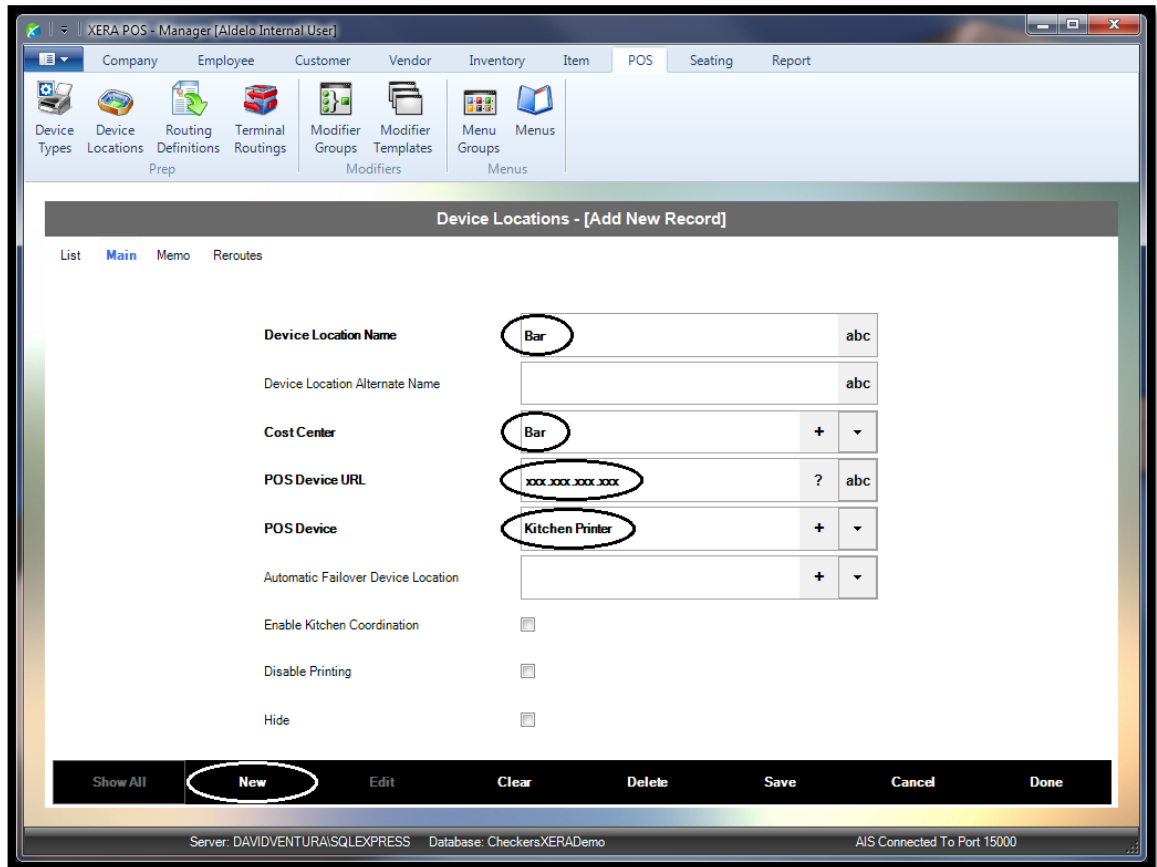 XERA POS - Manager [Aldelo Internal User]
Company Employee Customer Vendor Inventory Item POS Seating Report
Device Types Device Locations Routing Definitions Terminal Routings Modifier Groups Modifier Templates Menu Groups Menus
Prep Modifiers Menus
Device Locations - [Add New Record]
List Main Memo Reroutes
Device Location Name Bar abc
Device Location Alternate Name abc
Cost Center Bar +
POS Device URL xxx.xxx.xxx.xxx ? abc
POS Device Kitchen Printer +
Automatic Failover Device Location +
Enable Kitchen Coordination
Disable Printing
Hide
Show All New Edit Clear Delete Save Cancel Done
Server: DAVIDVENTURA\SQLEXPRESS Database: CheckersXERADemo AIS Connected To Port 15000